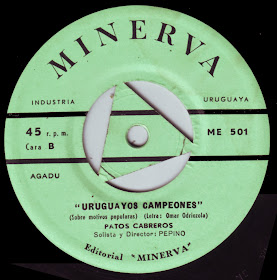 MINERVA
INDUSTRIA URUGUAYA
45 r.p.m. ME 501
Cara B
AGADU
"URUGUAYOS CAMPEONES"
(Sobre motivos populares) (Letra: Omar Odriozola)
PATOS CABREROS
Solista y Director: PEPINO
Editorial "MINERVA"